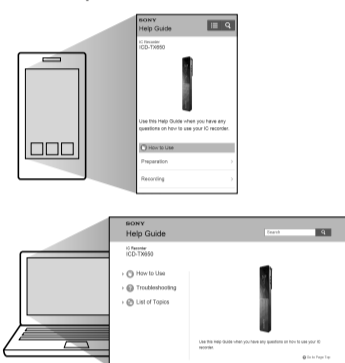 SONY
Help Guide
IC Recorder
ICD-TX650
Use this Help Guide when you have any
questions on how to use your IC recorder.
How to Use
Preparation
Recording
SONY
Help Guide
Search
IC Recorder
ICD-TX650
How to Use
Troubleshooting
List of Topics
Use this Help Guide when you have any questions on how to use your IC
recorder.
Go to Page Top